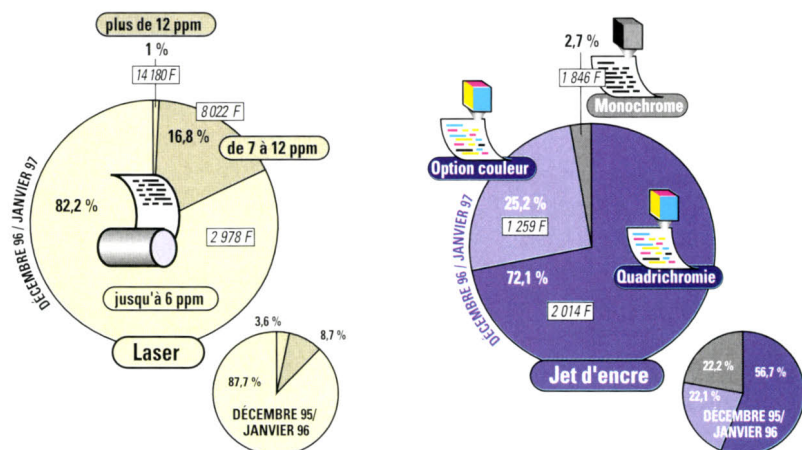 plus de 12 ppm
1 %
14 180 F
8 022 F
16,8 %
de 7 à 12 ppm
82,2 %
DÉCEMBRE 96 / JANVIER 97
2 978 F
jusqu'à 6 ppm
Laser
3,6 %
8,7 %
87,7 %
DÉCEMBRE 95/
JANVIER 96
2,7 %
1 846 F
Monochrome
Option couleur
25,2 %
1 259 F
Quadrichromie
72,1 %
DÉCEMBRE 96 / JANVIER 97
2 014 F
Jet d'encre
22,2 %
56,7 %
22,1 %
DÉCEMBRE 95/
JANVIER 96